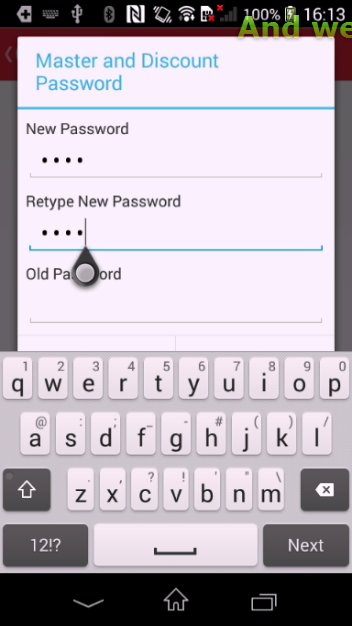 100% 16:13
And we
Master and Discount
Password
New Password
••••
Retype New Password
••••
Old Pa ord
1 2 3 4 5 6 7 8 9 0
q w e r t y u i o p
@ : ; _ - # ( ) /
a s d f g h j k l
. , ? ! ' " _
z x c v b n m
12!? Next